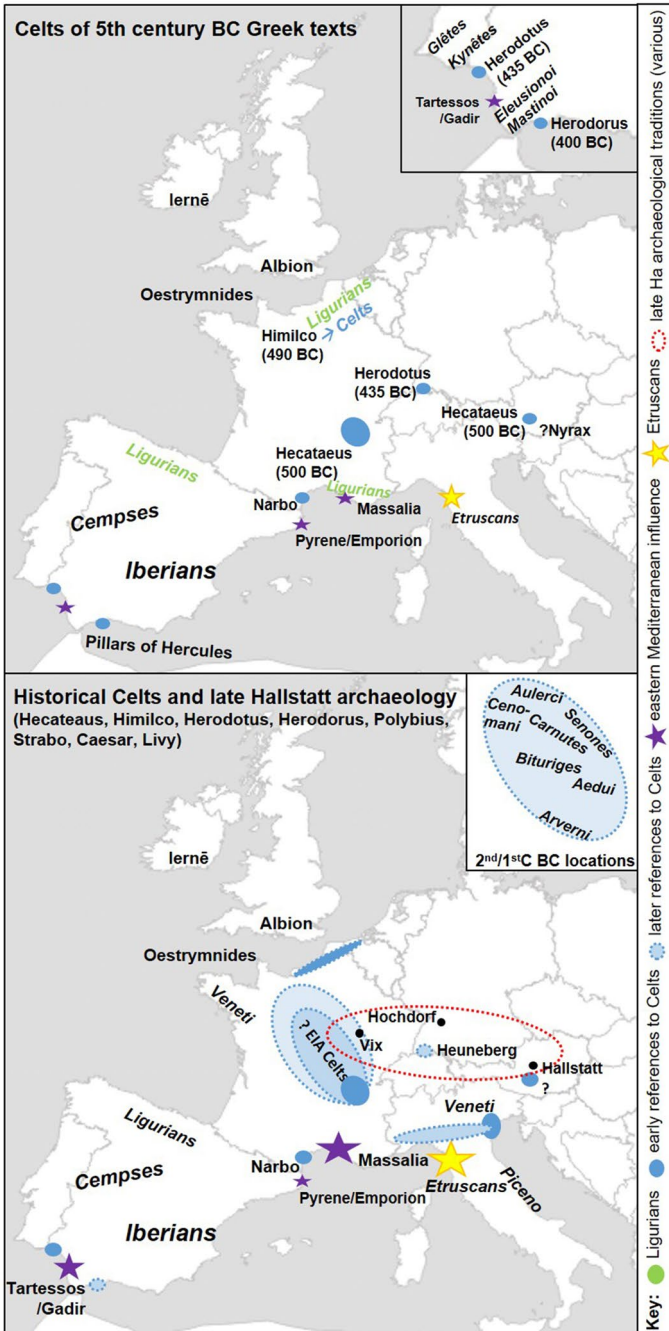 Celts of 5th century BC Greek texts
Glêtes
Kynêtes
Herodotus
(435 BC)
Tartessos
/Gadir
Eleusionoi
Mastinoi
Herodorus
(400 BC)
Iernē
Albion
Oestrymnides
Ligurians
Celts
Himilco
(490 BC)
Herodotus
(435 BC)
Hecataeus
(500 BC)
?Nyrax
Hecataeus
(500 BC)
Ligurians
Ligurians
Narbo
Massalia
Etruscans
Pyrene/Emporion
Cempses
Iberians
Pillars of Hercules
Historical Celts and late Hallstatt archaeology
(Hecateaus, Himilco, Herodotus, Herodorus, Polybius,
Strabo, Caesar, Livy)
Aulerci
Ceno-
mani
Senones
Carnutes
Bituriges
Aedui
Arverni
2nd/1stC BC locations
Iernē
Albion
Oestrymnides
Veneti
Hochdorf
? EIA Celts
Vix
Heuneberg
Hallstatt
?
Veneti
Ligurians
Narbo
Massalia
Etruscans
Piceno
Cempses
Pyrene/Emporion
Iberians
Tartessos
/Gadir
Key: Ligurians early references to Celts later references to Celts eastern Mediterranean influence Etruscans late Ha archaeological traditions (various)